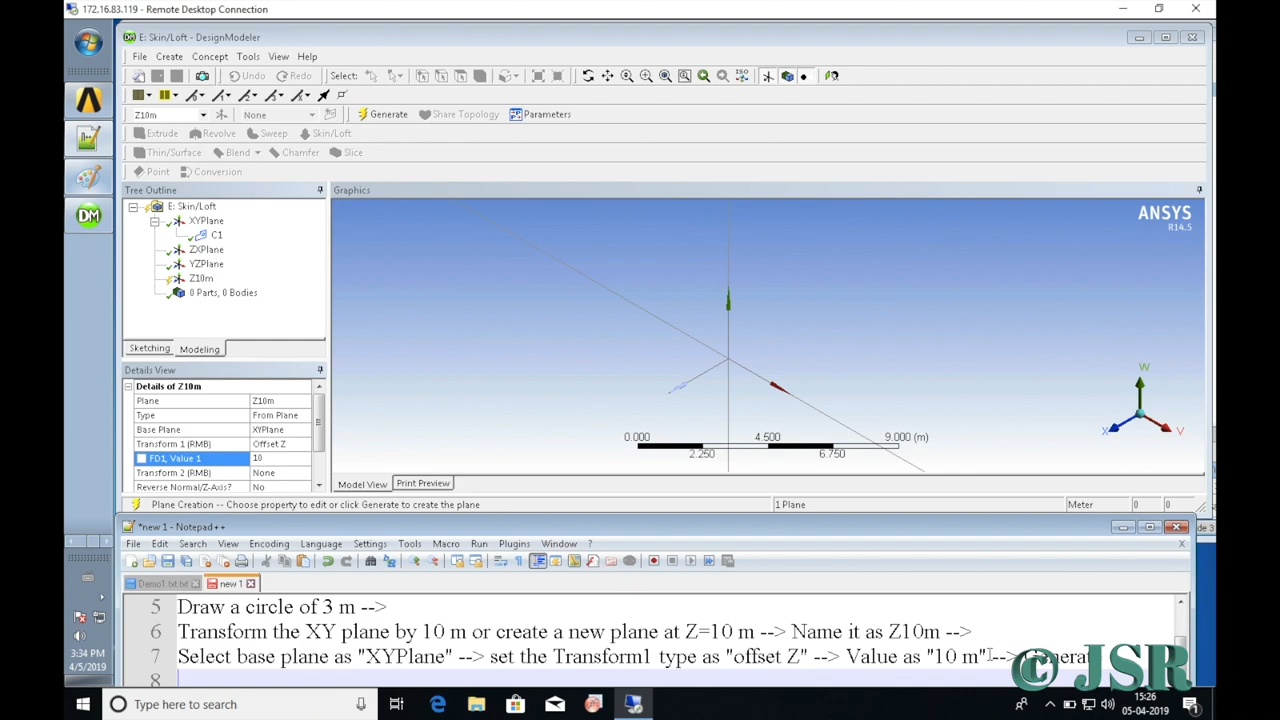 172.16.83.119 - Remote Desktop Connection
DM E: Skin/Loft - DesignModeler
File Create Concept Tools View Help
Undo Redo Select: ISO
Z10m None Generate Share Topology Parameters
Extrude Revolve Sweep Skin/Loft
Thin/Surface Blend Chamfer Slice
Point Conversion
Tree Outline
Graphics
E: Skin/Loft
XYPlane
C1
ZXPlane
YZPlane
Z10m
0 Parts, 0 Bodies
Sketching Modeling
ANSYS
R14.5
W
X
V
0.000 4.500 9.000 (m)
2.250 6.750
Details View
Details of Z10m
Plane Z10m
Type From Plane
Base Plane XYPlane
Transform 1 (RMB) Offset Z
FD1, Value 1 10
Transform 2 (RMB) None
Reverse Normal/Z-Axis? No
Model View Print Preview
Plane Creation -- Choose property to edit or click Generate to create the plane 1 Plane Meter 0 0
*new 1 - Notepad++
File Edit Search View Encoding Language Settings Tools Macro Run Plugins Window ? X
Demo1.txt.txt new 1
5 Draw a circle of 3 m -->
6 Transform the XY plane by 10 m or create a new plane at Z=10 m --> Name it as Z10m -->
7 Select base plane as "XYPlane" --> set the Transform1 type as "offset Z" --> Value as "10 m" --> Generat
8
© JSR
DM
3:34 PM
4/5/2019
Type here to search
15:26
05-04-2019